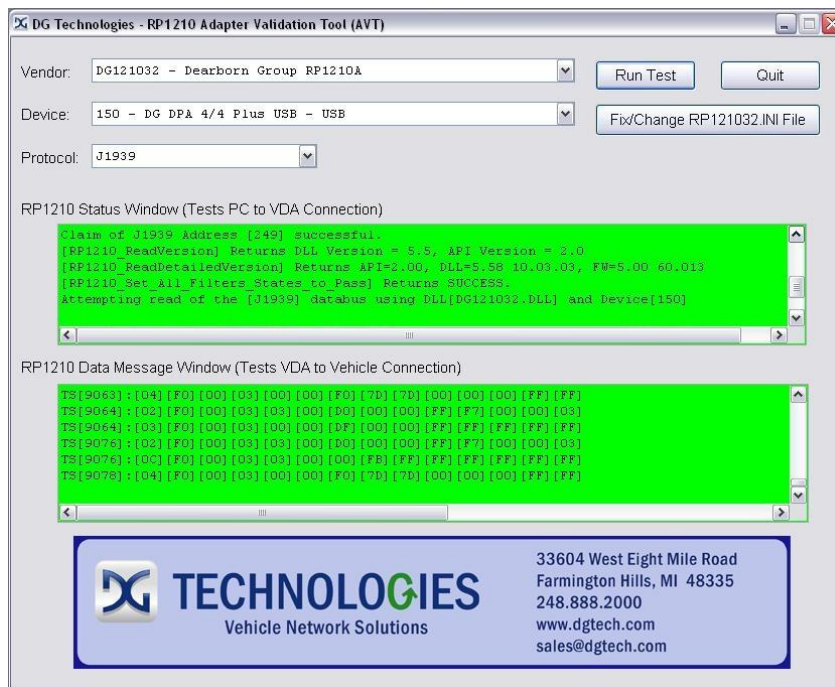 DG Technologies - RP1210 Adapter Validation Tool (AVT)
Vendor: DG121032 - Dearborn Group RP1210A
Run Test Quit
Device: 150 - DG DPA 4/4 Plus USB - USB
Fix/Change RP121032.INI File
Protocol: J1939
RP1210 Status Window (Tests PC to VDA Connection)
Claim of J1939 Address [249] successful.
[RP1210_ReadVersion] Returns DLL Version = 5.5, API Version = 2.0
[RP1210_ReadDetailedVersion] Returns API=2.00, DLL=5.58 10.03.03, FW=5.00 60.013
[RP1210_Set_All_Filters_States_to_Pass] Returns SUCCESS.
Attempting read of the [J1939] databus using DLL[DG121032.DLL] and Device[150]
RP1210 Data Message Window (Tests VDA to Vehicle Connection)
TS[9063]:[04][F0][00][03][00][00][F0][7D][7D][00][00][00][FF][FF]
TS[9064]:[02][F0][00][03][03][00][D0][00][00][FF][F7][00][00][03]
TS[9064]:[03][F0][00][03][03][00][DF][00][00][FF][FF][FF][FF][FF]
TS[9076]:[02][F0][00][03][03][00][D0][00][00][FF][F7][00][00][03]
TS[9076]:[0C][F0][00][03][03][00][00][FB][FF][FF][FF][FF][FF][FF]
TS[9078]:[04][F0][00][03][03][00][00][F0][7D][7D][00][00][00][FF][FF]
DG TECHNOLOGIES
Vehicle Network Solutions
33604 West Eight Mile Road
Farmington Hills, MI 48335
248.888.2000
www.dgtech.com
sales@dgtech.com